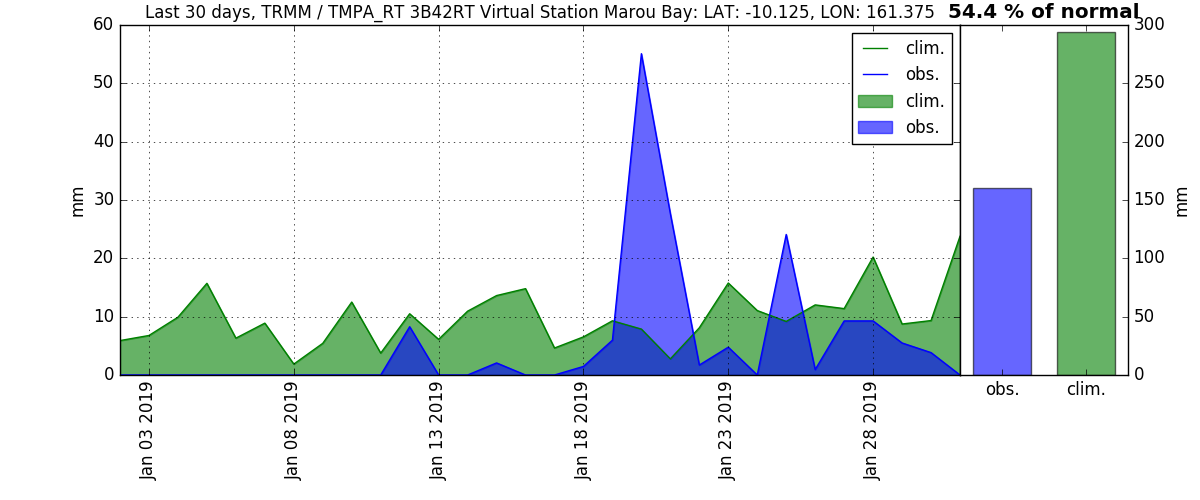 Last 30 days, TRMM / TMPA_RT 3B42RT Virtual Station Marou Bay: LAT: -10.125, LON: 161.375
54.4 % of normal
60
50
40
30
20
10
0
mm
clim.
obs.
clim.
obs.
Jan 03 2019
Jan 08 2019
Jan 13 2019
Jan 18 2019
Jan 23 2019
Jan 28 2019
300
250
200
150
100
50
0
mm
obs.
clim.